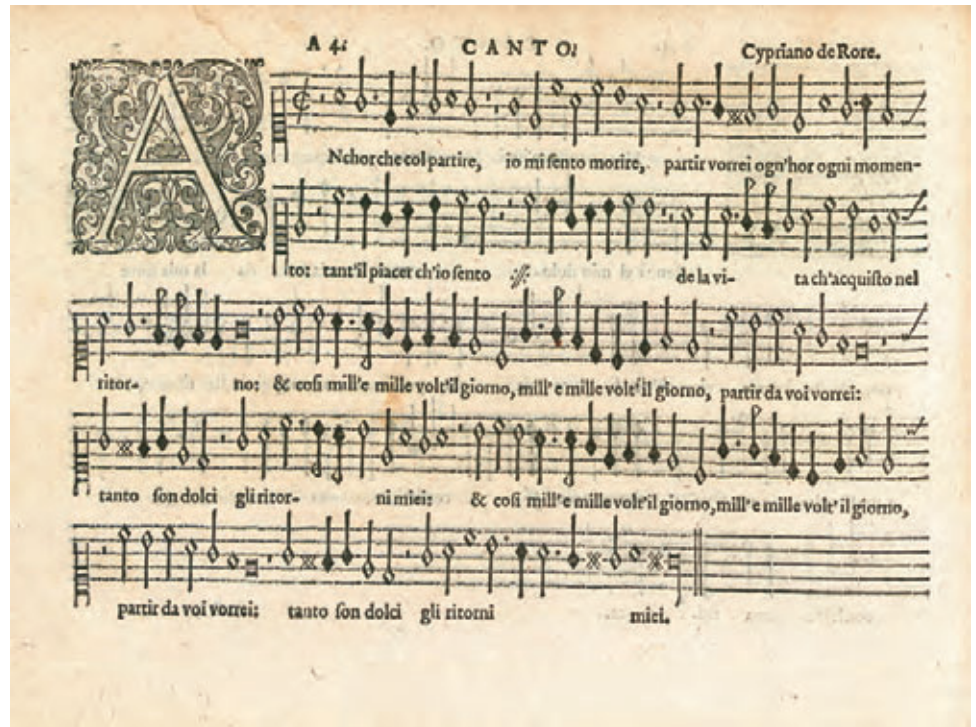 A 4. CANTO. Cypriano de Rore.
ANchor che col partire, io mi ſento morire, partir vorrei ogn'hor ogni momen-
to: tant'il piacer ch'io ſento .//. de la vi- ta ch'acquiſto nel
ritor- no: & coſi mill'e mille volt'il giorno, mill' e mille volt' il giorno, partir da voi vorrei:
tanto ſon dolci gli ritor- ni miei: & coſi mill'e mille volt'il giorno, mill' e mille volt' il giorno,
partir da voi vorrei: tanto ſon dolci gli ritorni miei.